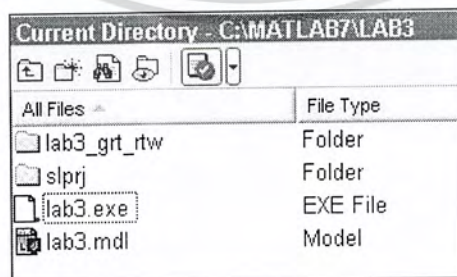 Current Directory - C:\MATLAB7\LAB3
All Files File Type
lab3_grt_rtw Folder
slprj Folder
lab3.exe EXE File
lab3.mdl Model